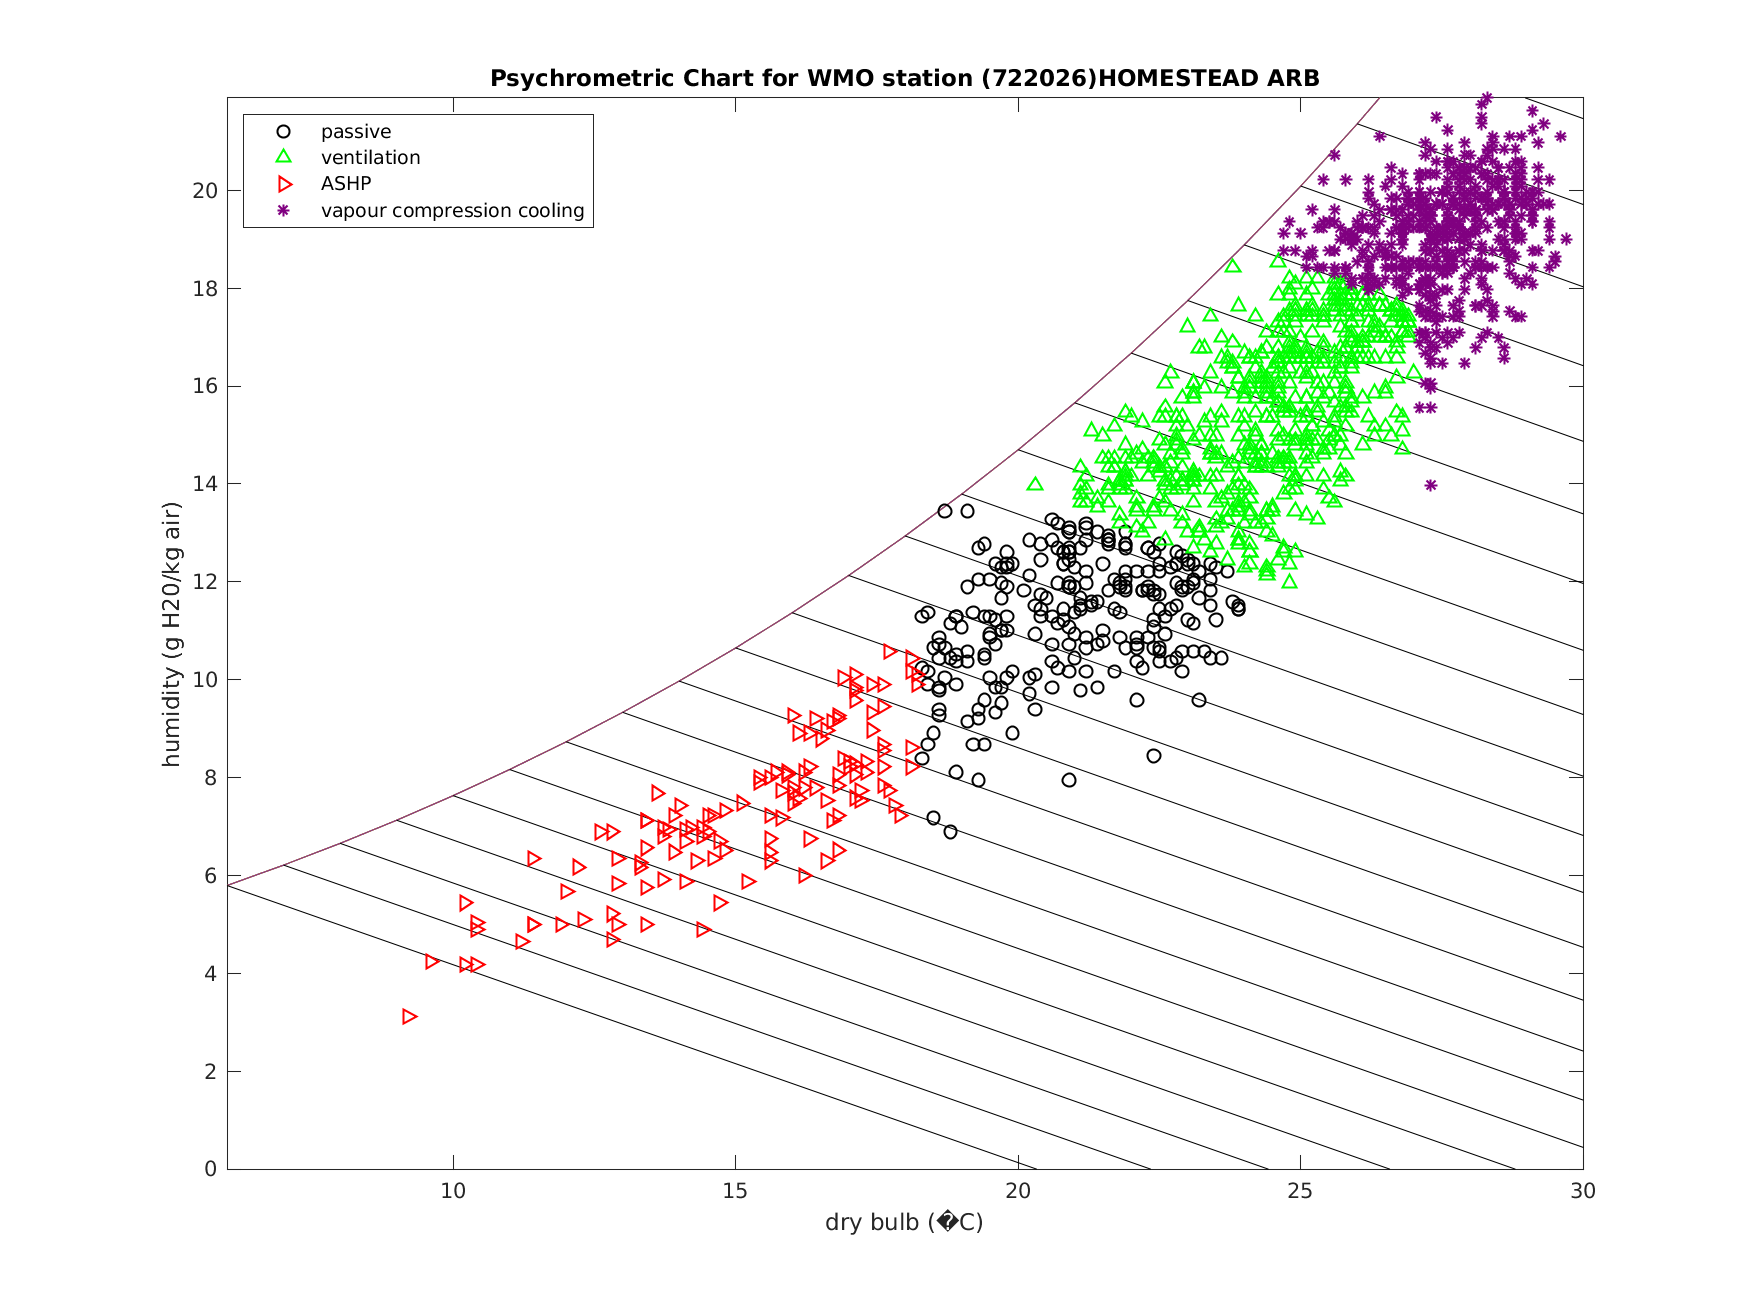 Psychrometric Chart for WMO station (722026)HOMESTEAD ARB
passive
ventilation
ASHP
vapour compression cooling
humidity (g H20/kg air)
20
18
16
14
12
10
8
6
4
2
0
10 15 20 25 30
dry bulb (�C)